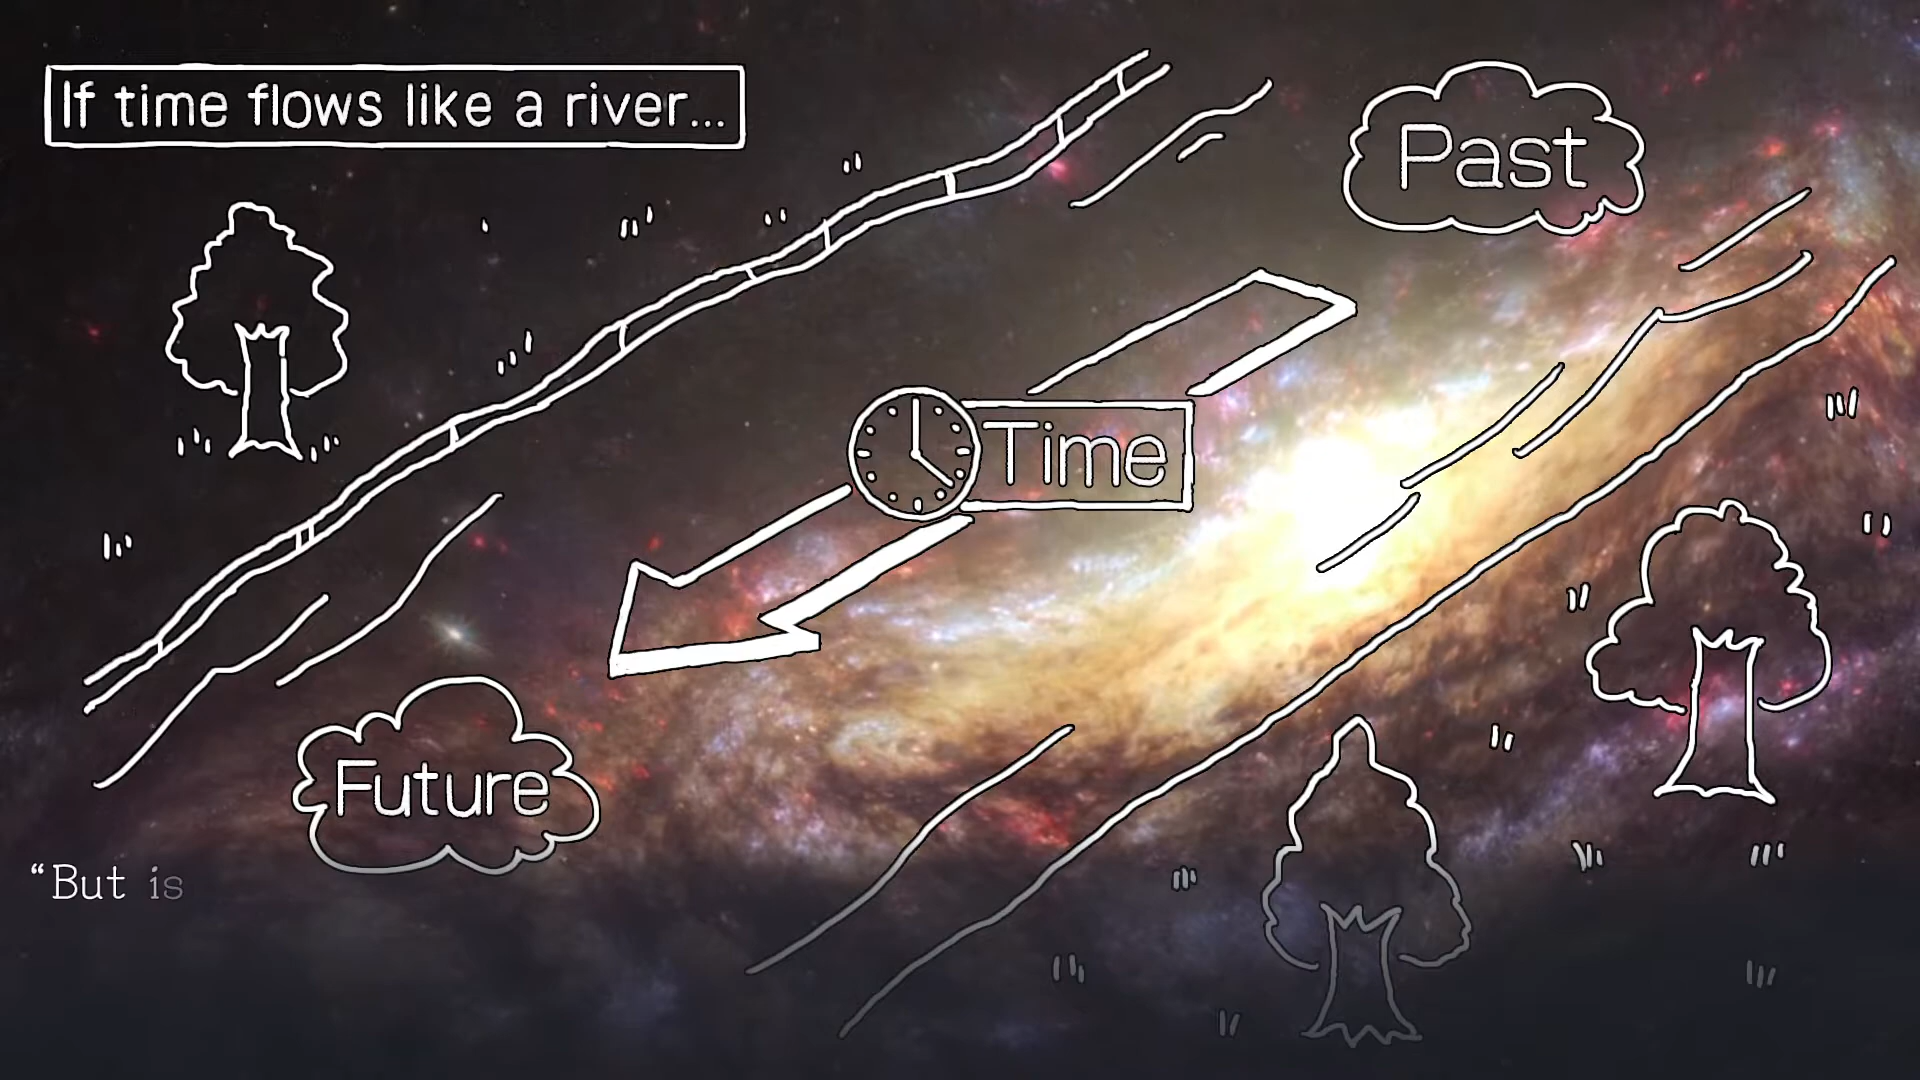 If time flows like a river...
Past
Time
Future
“But is